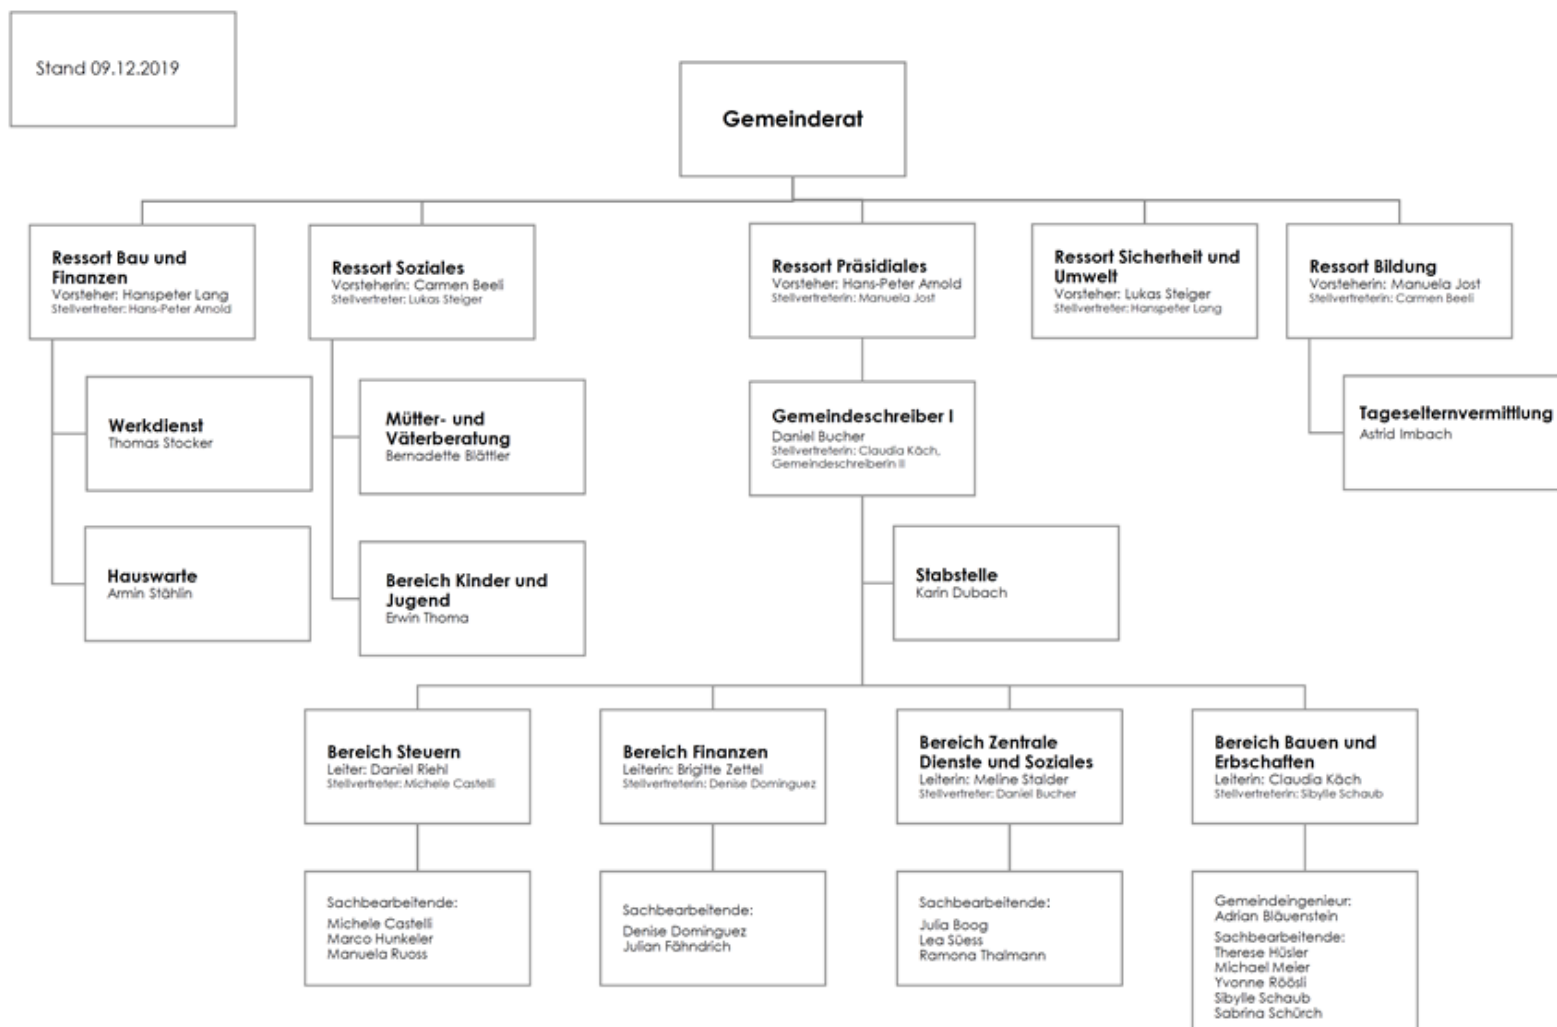 Stand 09.12.2019
Gemeinderat
Ressort Bau und
Finanzen
Vorsteher: Hanspeter Lang
Stellvertreter: Hans-Peter Arnold
Ressort Soziales
Vorsteherin: Carmen Beeli
Stellvertreter: Lukas Steiger
Ressort Präsidiales
Vorsteher: Hans-Peter Arnold
Stellvertreterin: Manuela Jost
Ressort Sicherheit und
Umwelt
Vorsteher: Lukas Steiger
Stellvertreter: Hanspeter Lang
Ressort Bildung
Vorsteherin: Manuela Jost
Stellvertreterin: Carmen Beeli
Werkdienst
Thomas Stocker
Mütter- und
Väterberatung
Bernadette Blättler
Gemeindeschreiber I
Daniel Bucher
Stellvertreterin: Claudia Käch,
Gemeindeschreiberin II
Tageselternvermittlung
Astrid Imbach
Hauswarte
Armin Stählin
Bereich Kinder und
Jugend
Erwin Thoma
Stabstelle
Karin Dubach
Bereich Steuern
Leiter: Daniel Riehl
Stellvertreter: Michele Castelli
Bereich Finanzen
Leiterin: Brigitte Zettel
Stellvertreterin: Denise Dominguez
Bereich Zentrale
Dienste und Soziales
Leiterin: Meline Stalder
Stellvertreter: Daniel Bucher
Bereich Bauen und
Erbschaften
Leiterin: Claudia Käch
Stellvertreterin: Sibylle Schaub
Sachbearbeitende:
Michele Castelli
Marco Hunkeler
Manuela Ruoss
Sachbearbeitende:
Denise Dominguez
Julian Fähndrich
Sachbearbeitende:
Julia Boog
Lea Süess
Ramona Thalmann
Gemeindeingenieur:
Adrian Bläuenstein
Sachbearbeitende:
Therese Hüsler
Michael Meier
Yvonne Röösli
Sibylle Schaub
Sabrina Schürch